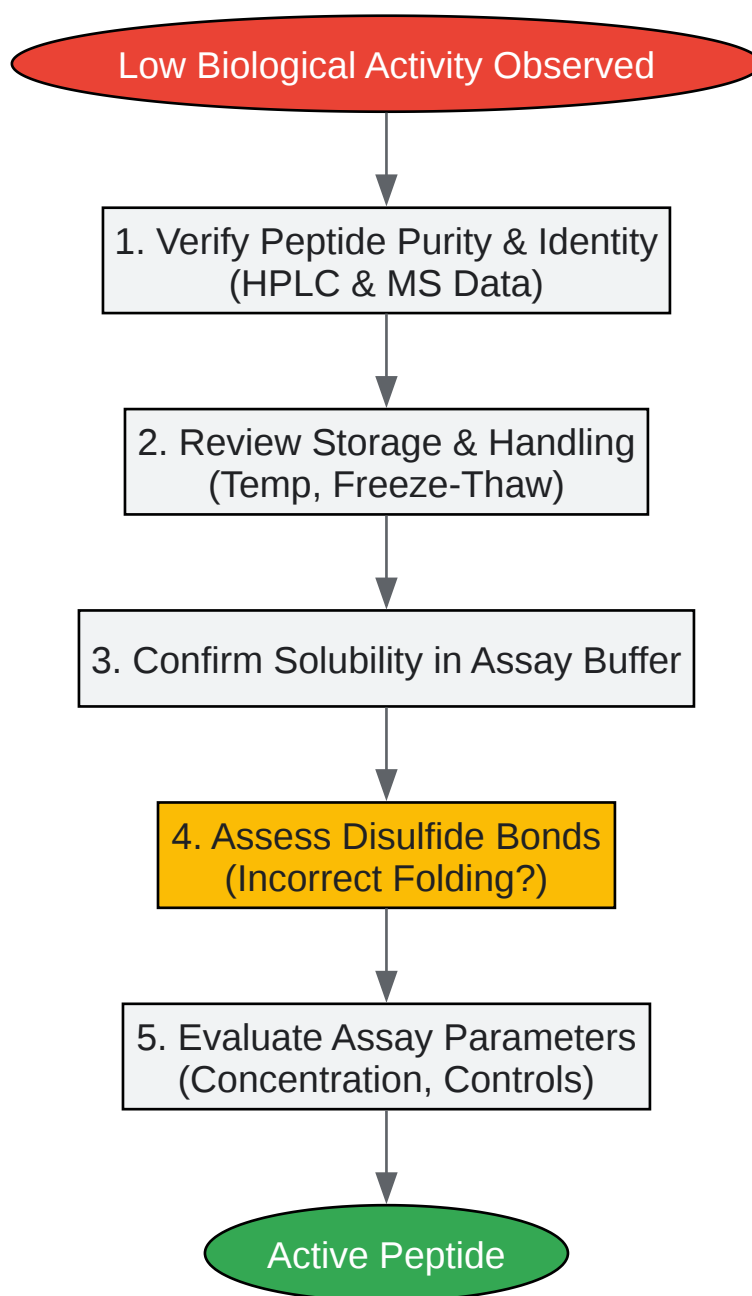 Low Biological Activity Observed
1. Verify Peptide Purity & Identity
(HPLC & MS Data)
2. Review Storage & Handling
(Temp, Freeze-Thaw)
3. Confirm Solubility in Assay Buffer
4. Assess Disulfide Bonds
(Incorrect Folding?)
5. Evaluate Assay Parameters
(Concentration, Controls)
Active Peptide